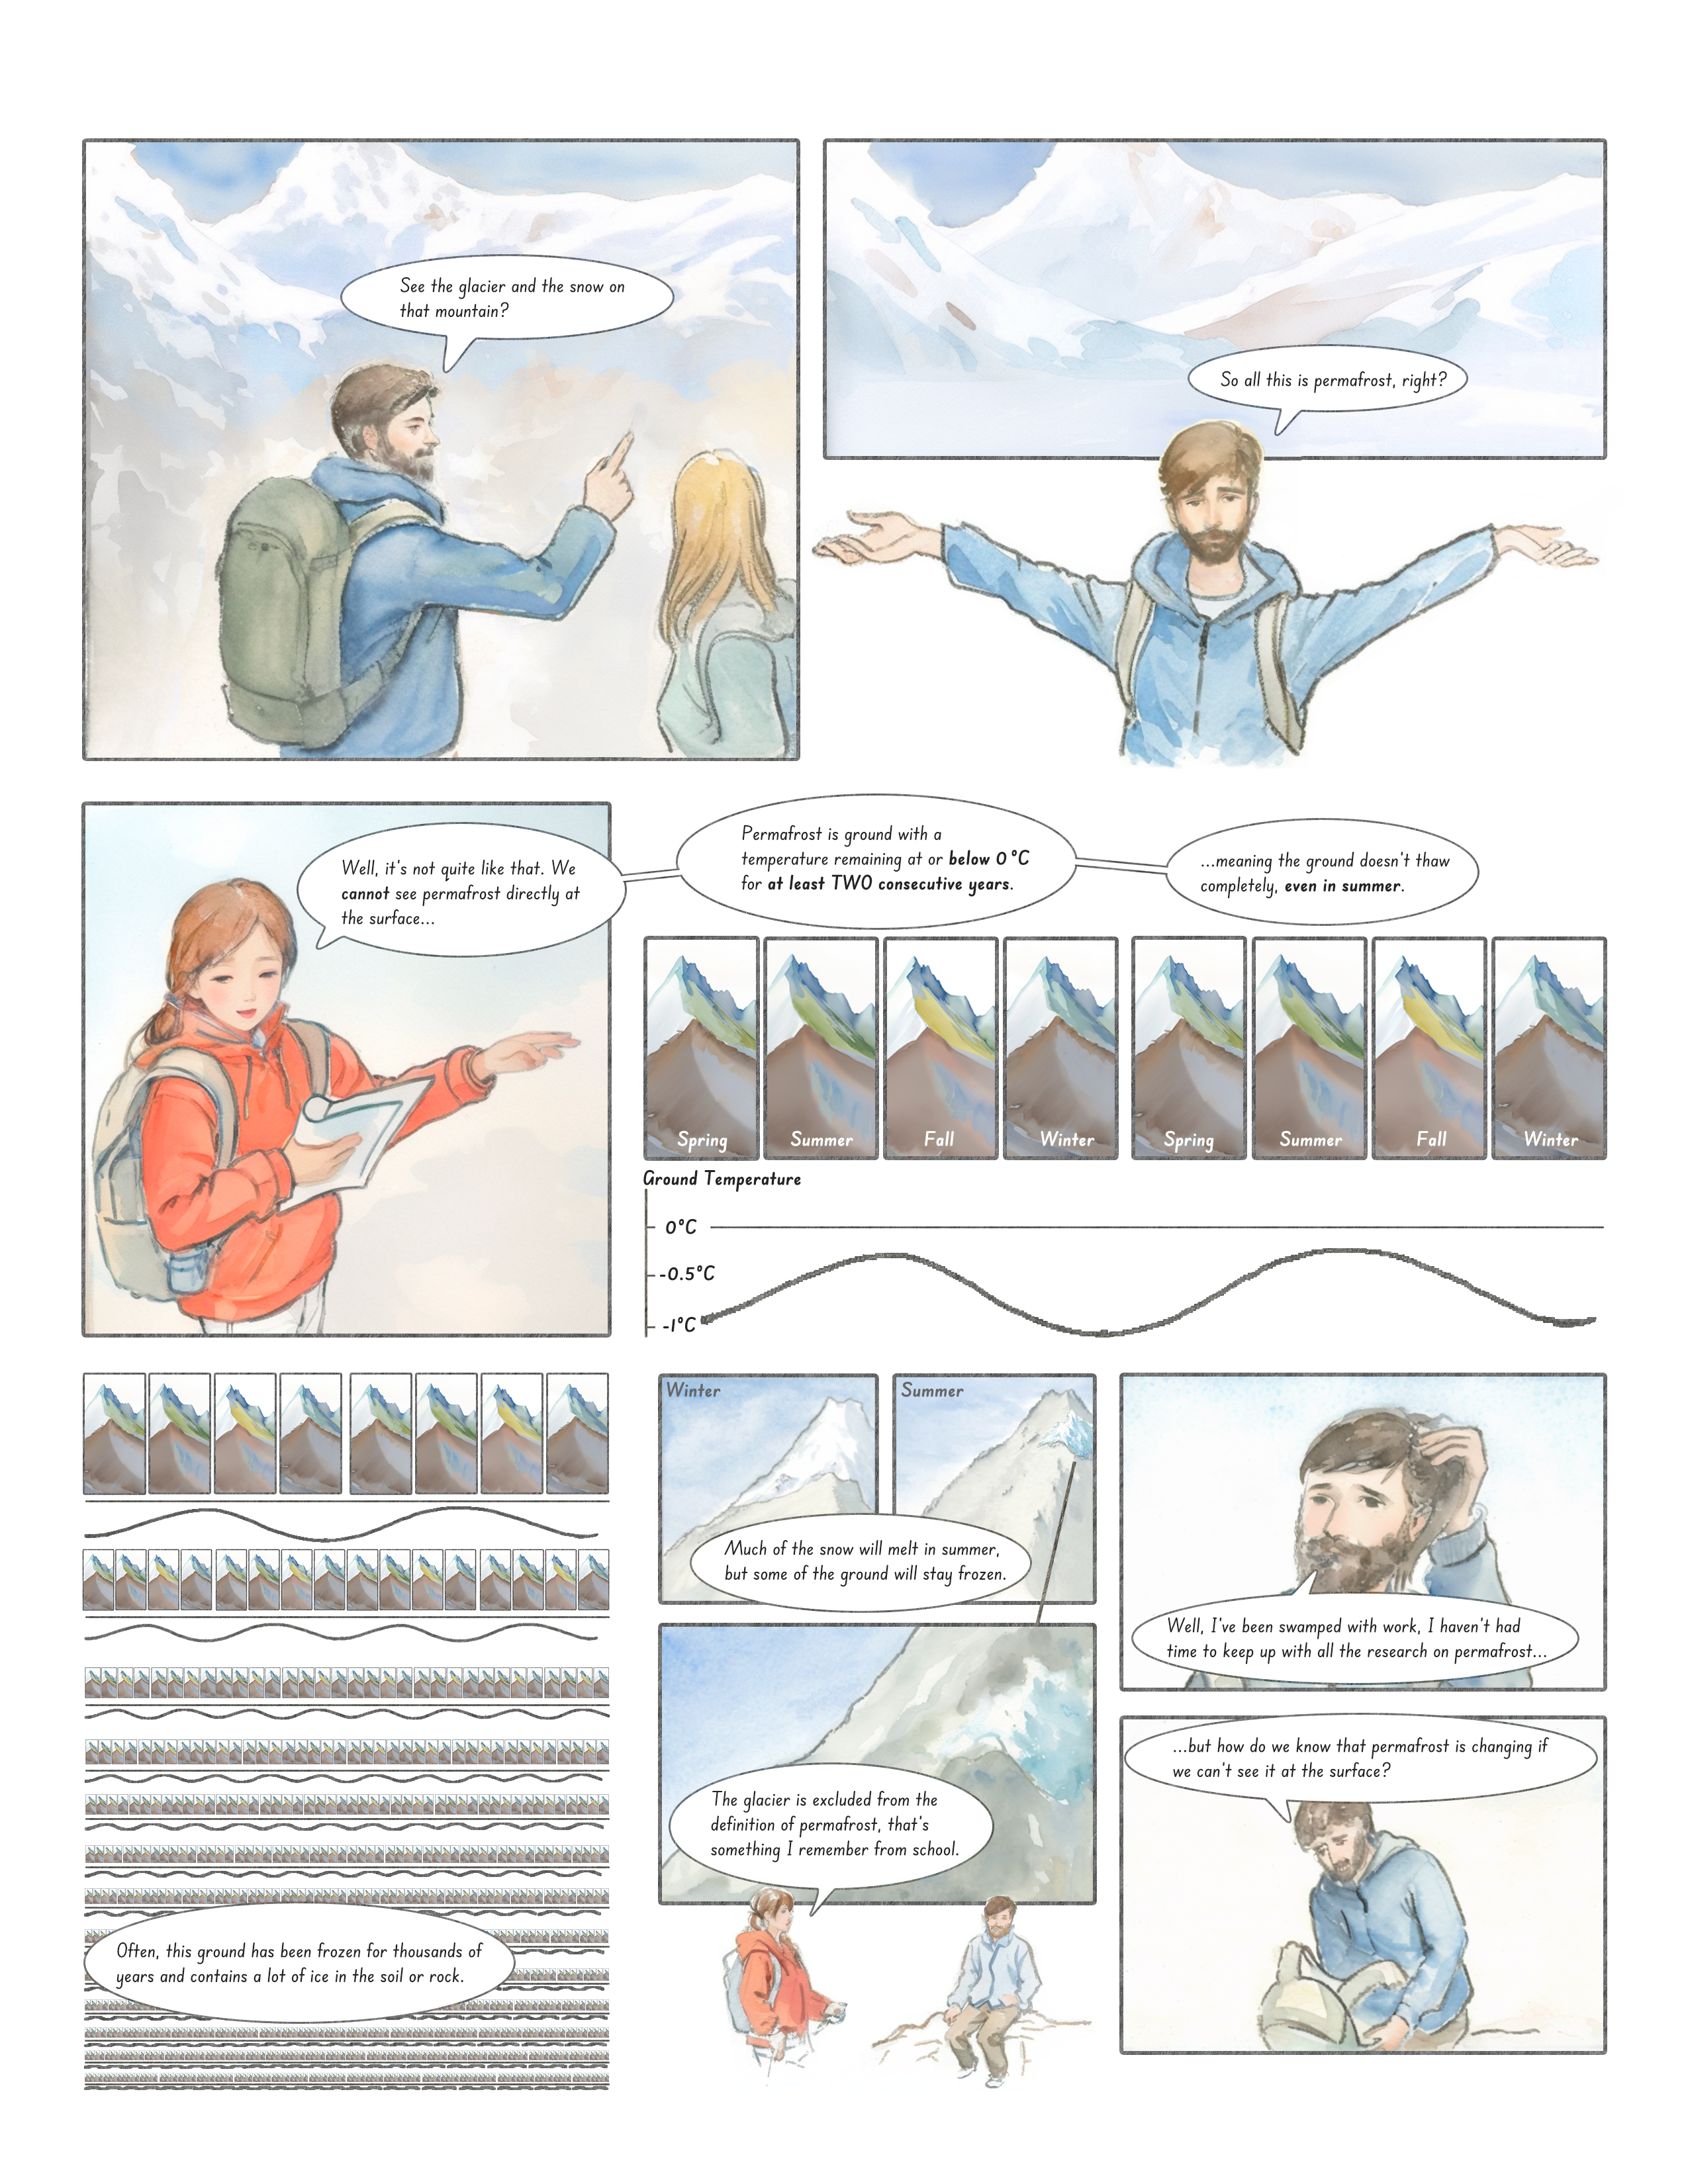 See the glacier and the snow on
that mountain?
So all this is permafrost, right?
Well, it's not quite like that. We
cannot see permafrost directly at
the surface...
Permafrost is ground with a
temperature remaining at or below 0°C
for at least TWO consecutive years.
...meaning the ground doesn't thaw
completely, even in summer.
Spring Summer Fall Winter Spring Summer Fall Winter
Ground Temperature
0°C
-0.5°C
-1°C
Often, this ground has been frozen for thousands of
years and contains a lot of ice in the soil or rock.
Winter
Summer
Much of the snow will melt in summer,
but some of the ground will stay frozen.
The glacier is excluded from the
definition of permafrost, that's
something I remember from school.
Well, I've been swamped with work, I haven't had
time to keep up with all the research on permafrost...
...but how do we know that permafrost is changing if
we can't see it at the surface?